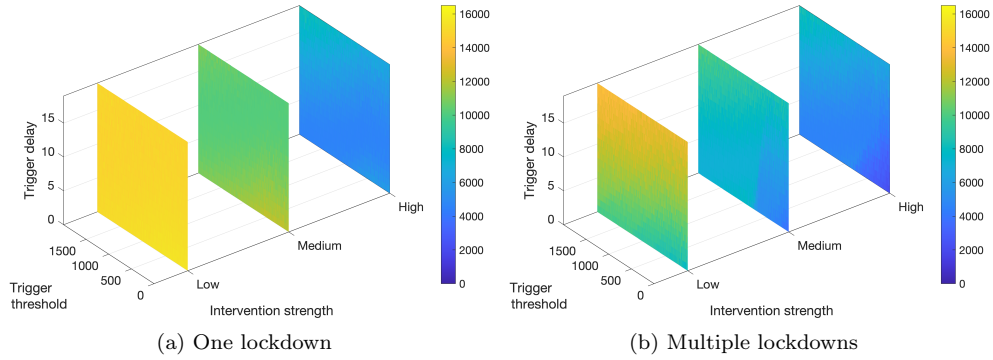 16000
14000
12000
10000
8000
6000
4000
2000
0
Trigger delay
15
10
5
0
1500
1000
500
0
Trigger
threshold
Low
Medium
High
Intervention strength
(a) One lockdown
16000
14000
12000
10000
8000
6000
4000
2000
0
Trigger delay
15
10
5
0
1500
1000
500
0
Trigger
threshold
Low
Medium
High
Intervention strength
(b) Multiple lockdowns